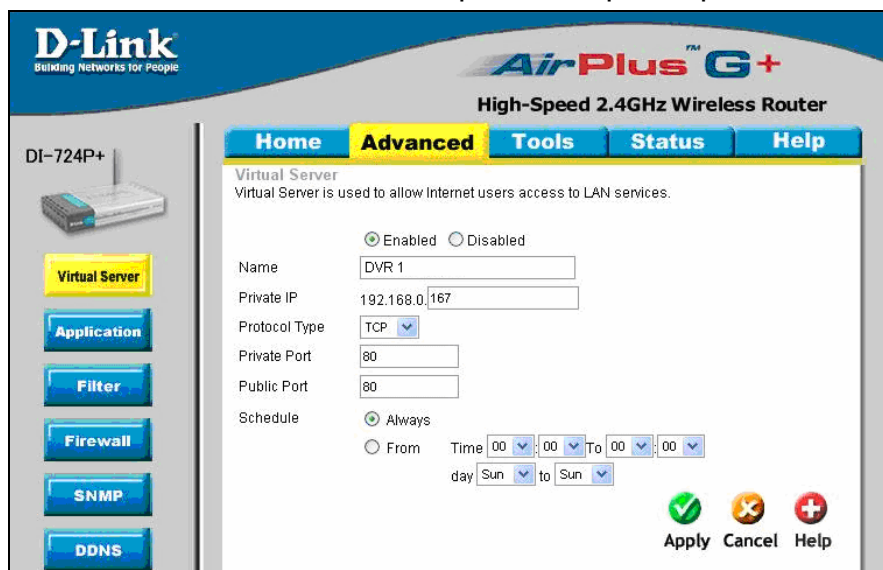 D-Link
Building Networks for People
AirPlus™ G+
High-Speed 2.4GHz Wireless Router
DI-724P+
Home Advanced Tools Status Help
Virtual Server
Virtual Server is used to allow Internet users access to LAN services.
Enabled Disabled
Name DVR 1
Private IP 192.168.0. 167
Protocol Type TCP
Private Port 80
Public Port 80
Schedule Always
From Time 00 : 00 To 00 : 00
day Sun to Sun
Apply Cancel Help
Virtual Server
Application
Filter
Firewall
SNMP
DDNS